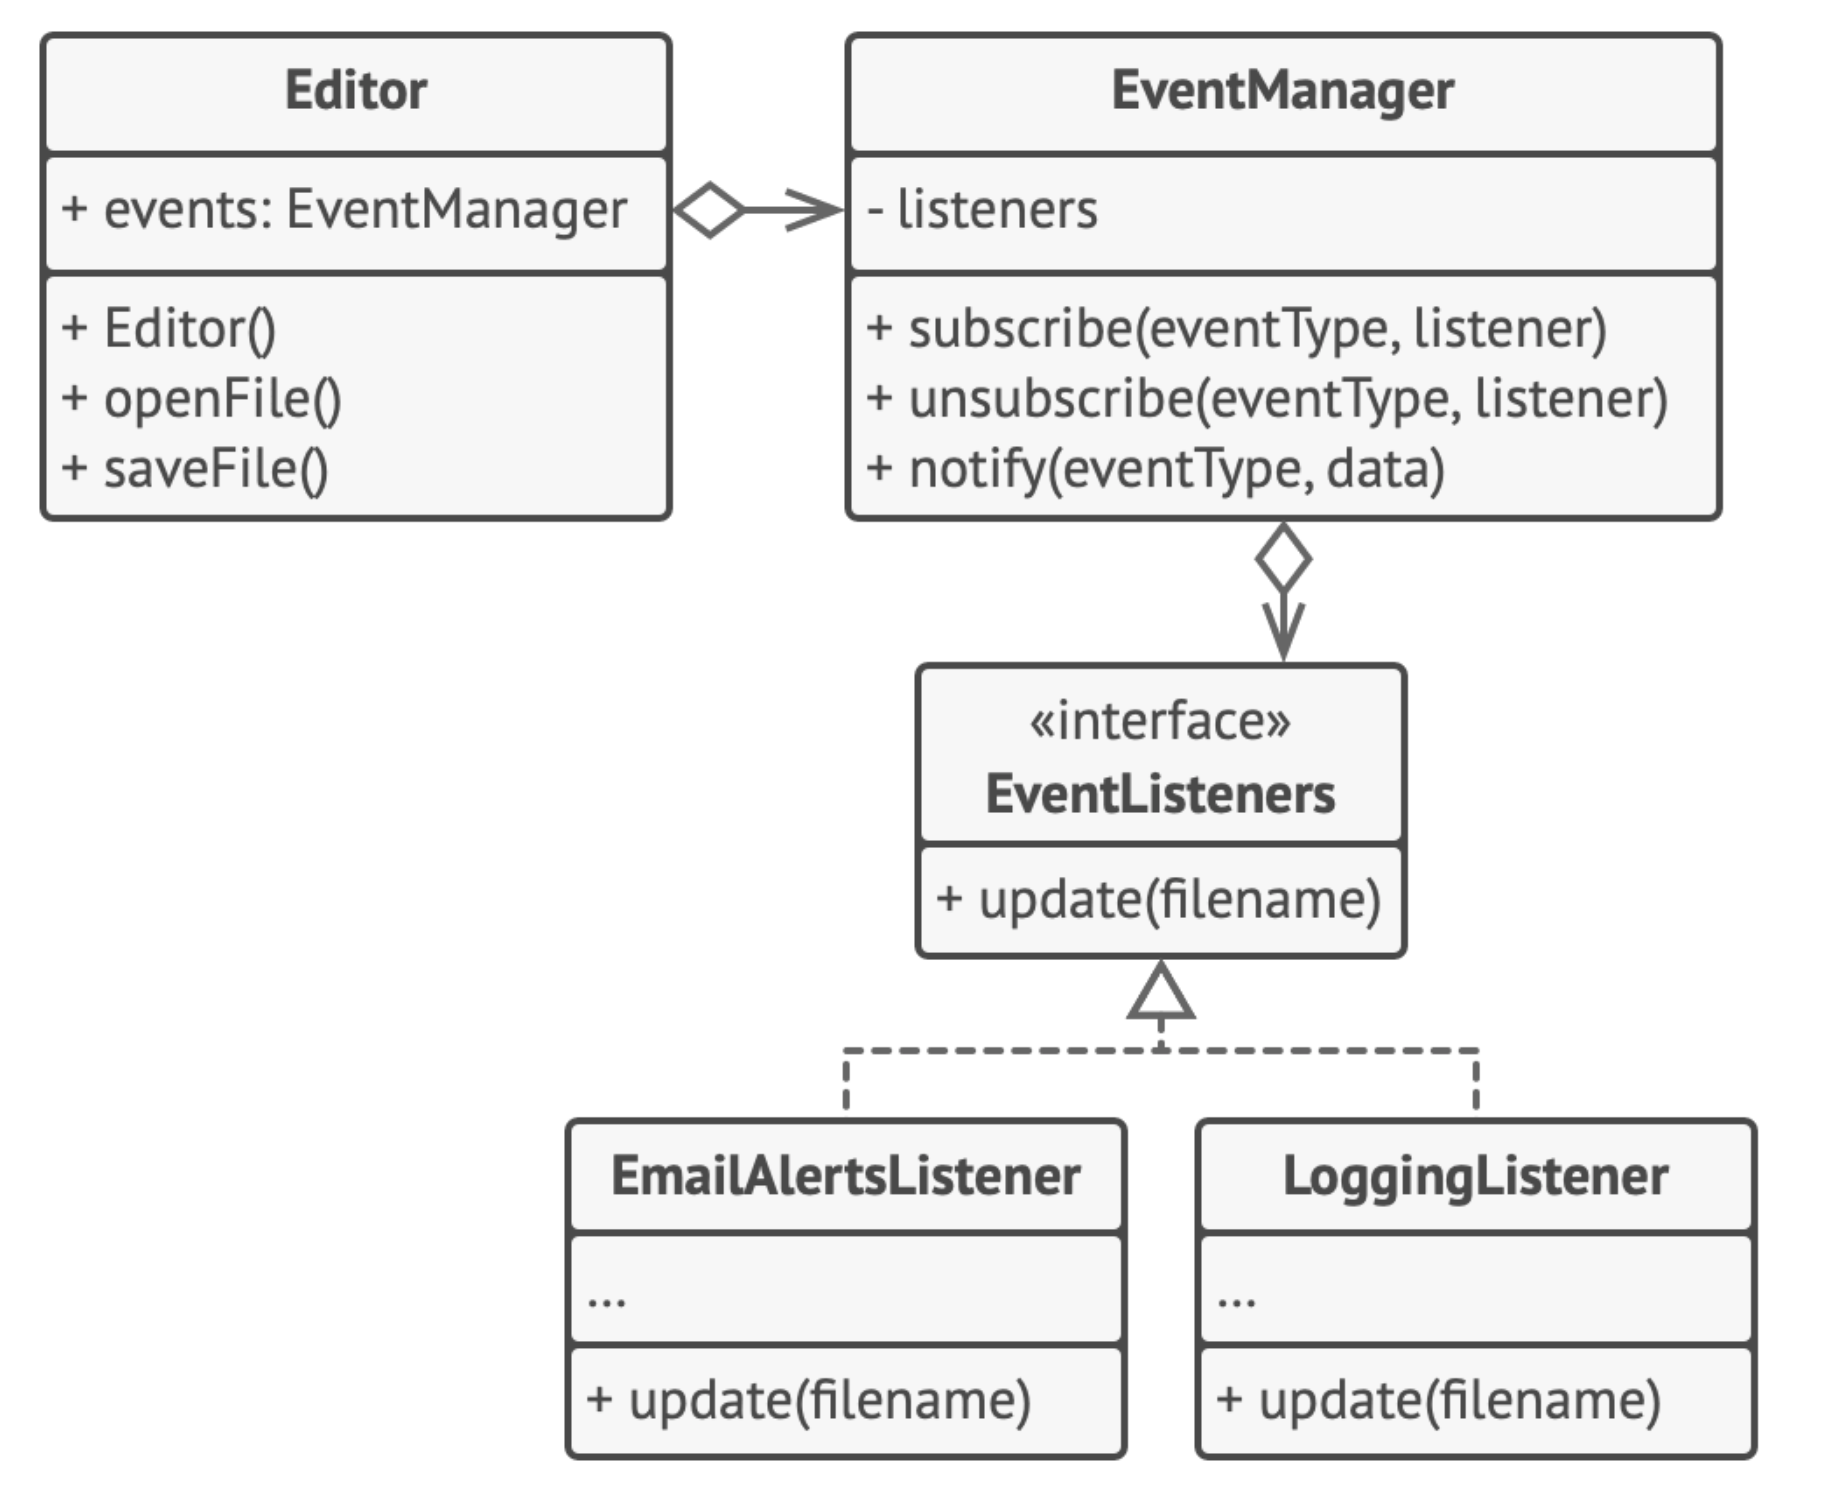 Editor
+ events: EventManager
+ Editor()
+ openFile()
+ saveFile()
EventManager
- listeners
+ subscribe(eventType, listener)
+ unsubscribe(eventType, listener)
+ notify(eventType, data)
«interface»
EventListeners
+ update(filename)
EmailAlertsListener
...
+ update(filename)
LoggingListener
...
+ update(filename)